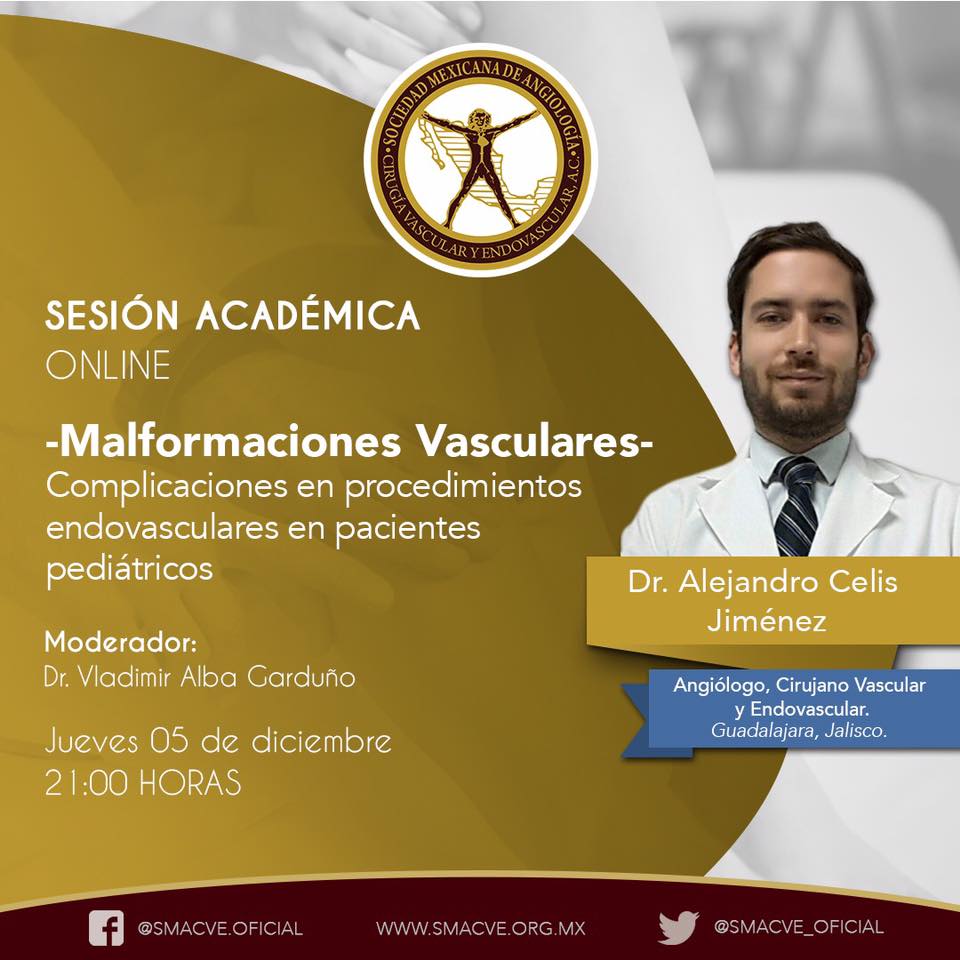 SOCIEDAD MEXICANA DE ANGIOLOGÍA
CIRUGÍA VASCULAR Y ENDOVASCULAR, A.C.
SESIÓN ACADÉMICA
ONLINE
-Malformaciones Vasculares-
Complicaciones en procedimientos
endovasculares en pacientes
pediátricos
Moderador:
Dr. Vladimir Alba Garduño
Jueves 05 de diciembre
21:00 HORAS
Dr. Alejandro Celis
Jiménez
Angiólogo, Cirujano Vascular
y Endovascular.
Guadalajara, Jalisco.
@SMACVE.OFICIAL
WWW.SMACVE.ORG.MX
@SMACVE_OFICIAL